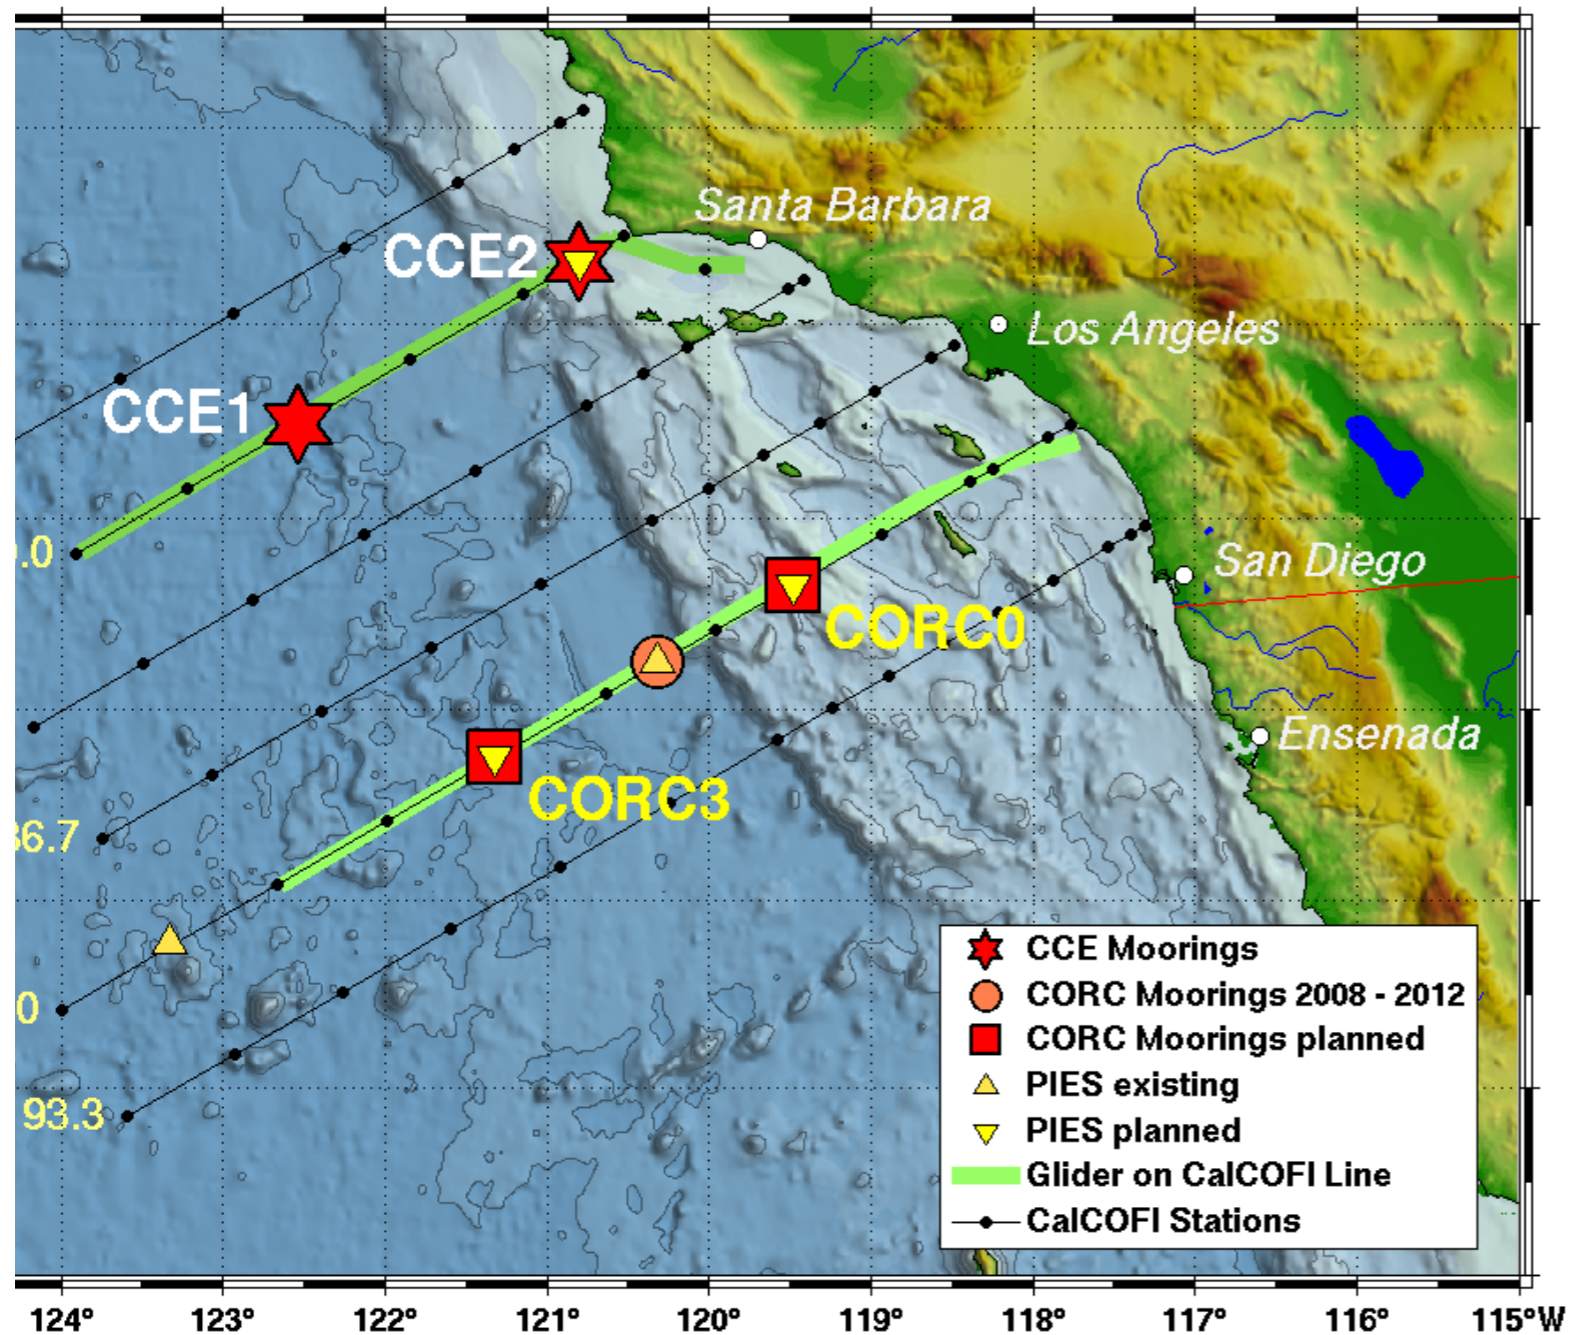 Santa Barbara
CCE2
Los Angeles
CCE1
.0
San Diego
CORC0
Ensenada
CORC3
36.7
CCE Moorings
CORC Moorings 2008 - 2012
0
CORC Moorings planned
PIES existing
93.3
PIES planned
Glider on CalCOFI Line
CalCOFI Stations
124° 123° 122° 121° 120° 119° 118° 117° 116° 115°W